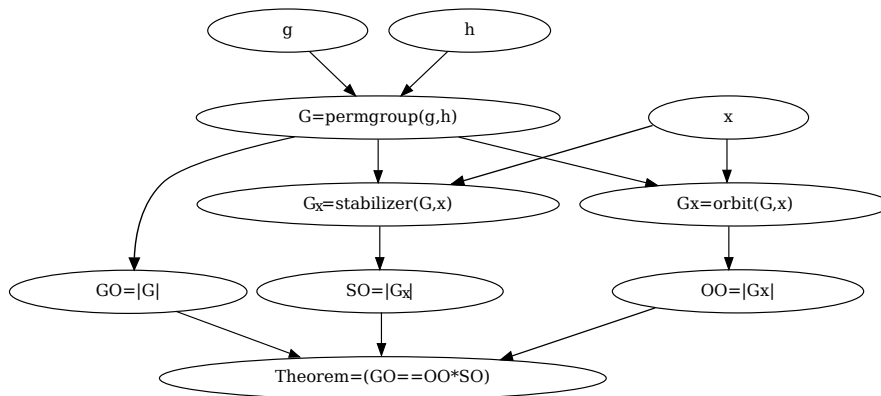 g
h
G=permgroup(g,h)
x
Gₓ=stabilizer(G,x)
Gx=orbit(G,x)
GO=|G|
SO=|Gₓ|
OO=|Gx|
Theorem=(GO==OO*SO)